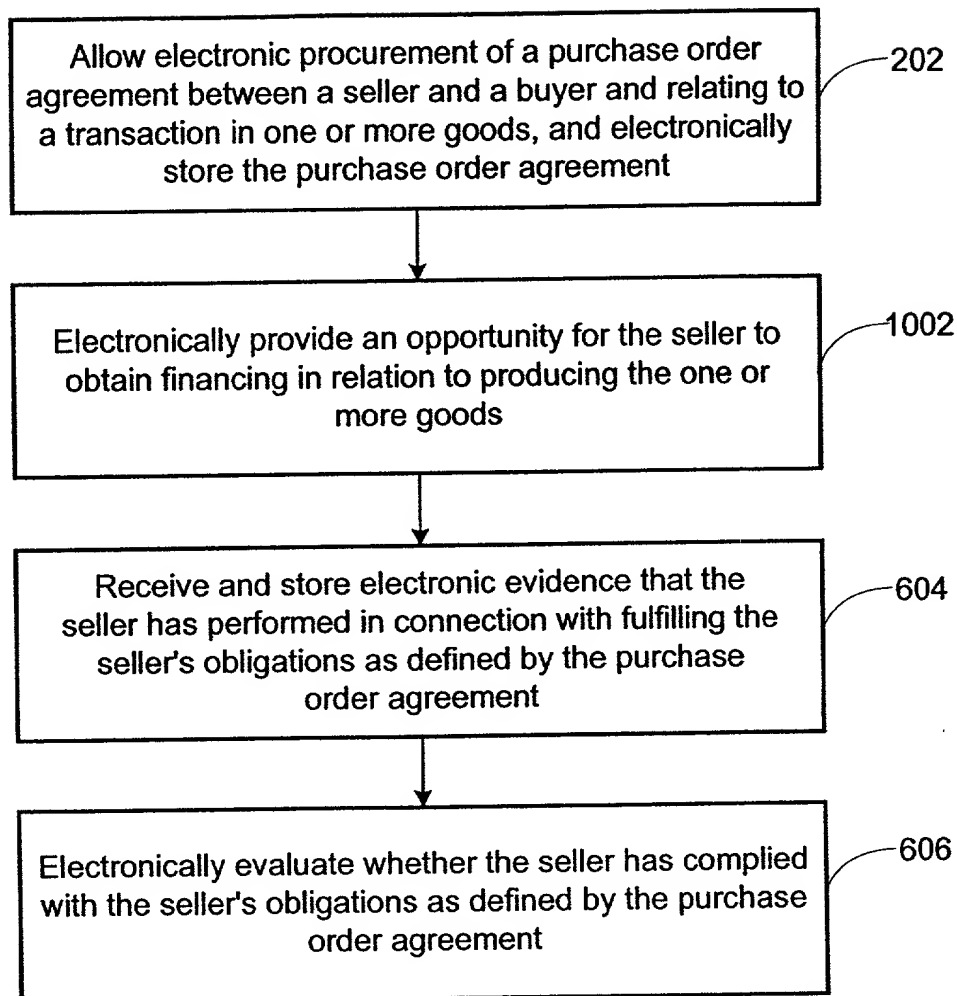 Allow electronic procurement of a purchase order
agreement between a seller and a buyer and relating to
a transaction in one or more goods, and electronically
store the purchase order agreement
202
Electronically provide an opportunity for the seller to
obtain financing in relation to producing the one or
more goods
1002
Receive and store electronic evidence that the
seller has performed in connection with fulfilling the
seller's obligations as defined by the purchase
order agreement
604
Electronically evaluate whether the seller has complied
with the seller's obligations as defined by the purchase
order agreement
606